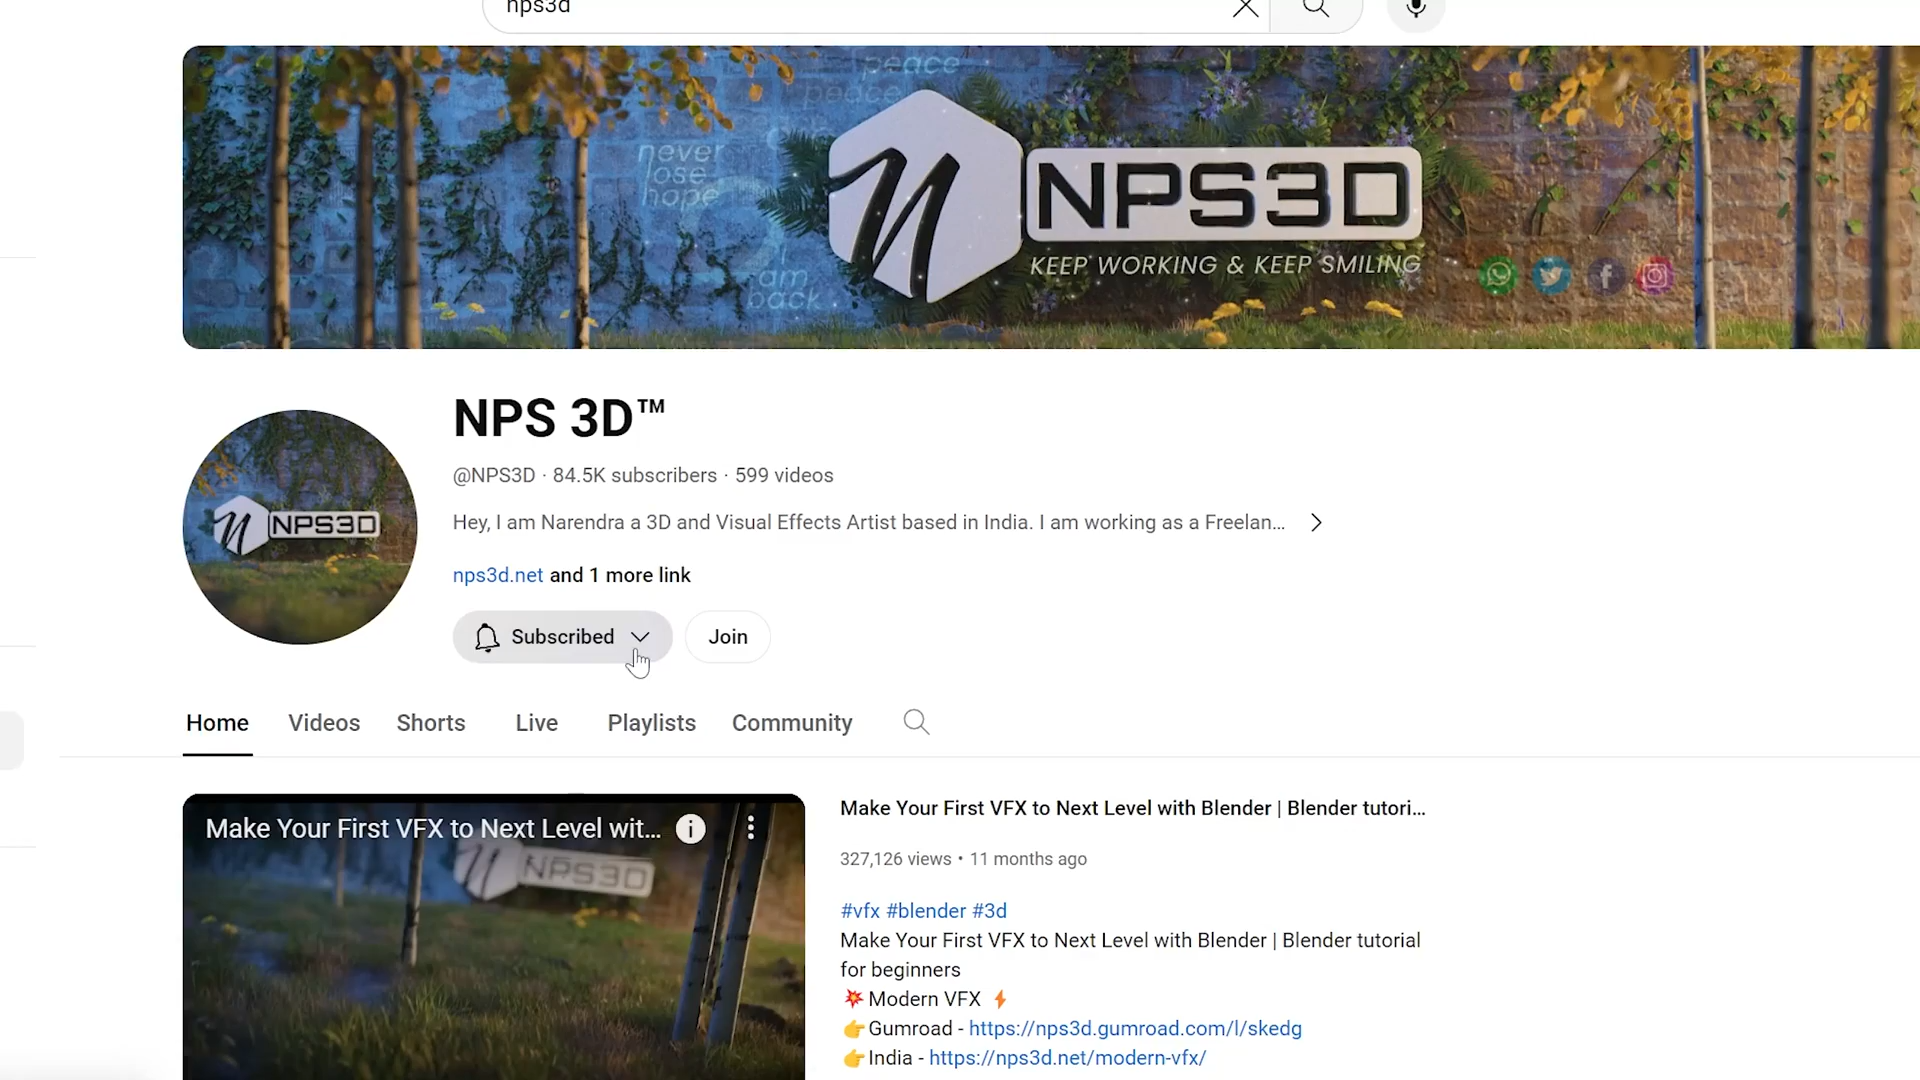 nps3d
peace
peace
never
lose
hope
I
am
back
NPS3D
KEEP WORKING & KEEP SMILING
NPS 3D™
@NPS3D · 84.5K subscribers · 599 videos
NPS3D
Hey, I am Narendra a 3D and Visual Effects Artist based in India. I am working as a Freelan...
nps3d.net and 1 more link
Subscribed
Join
Home
Videos
Shorts
Live
Playlists
Community
Make Your First VFX to Next Level wit...
NPS3D
Make Your First VFX to Next Level with Blender | Blender tutori...
327,126 views • 11 months ago
#vfx #blender #3d
Make Your First VFX to Next Level with Blender | Blender tutorial
for beginners
💥 Modern VFX ⚡
👉Gumroad - https://nps3d.gumroad.com/l/skedg
👉India - https://nps3d.net/modern-vfx/